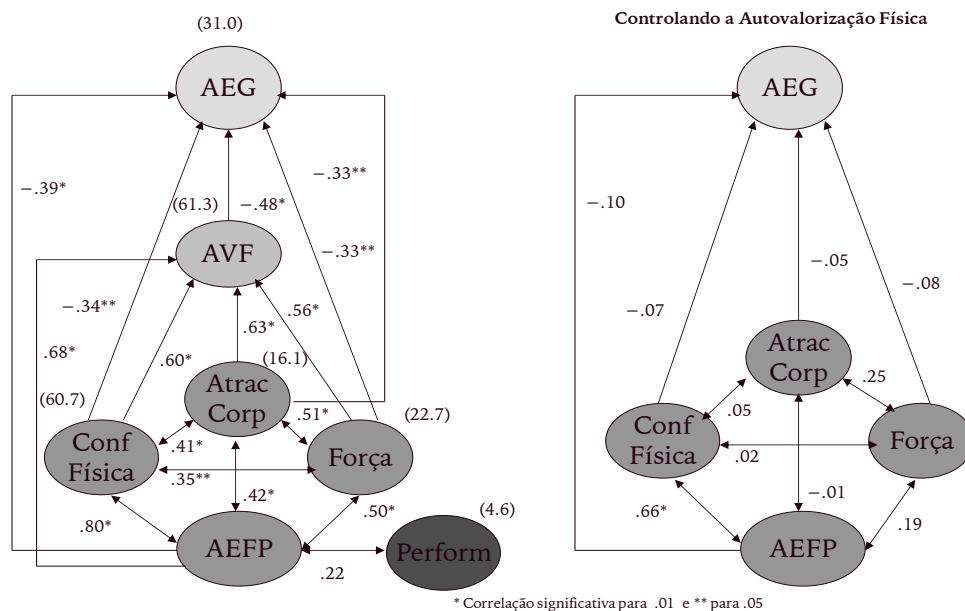 (31.0)
AEG
−.39*
−.33**
(61.3)
−.48*
AVF
−.33**
−.34**
.56*
.68*
.60*
.63*
(60.7)
(16.1)
Atrac
Corp
.51*
(22.7)
Conf
Física
.41*
Força
.35**
.42*
.80*
.50*
(4.6)
AEFP
Perform
.22
Controlando a Autovalorização Física
AEG
−.10
−.05
−.07
−.08
Atrac
Corp
.25
.05
Conf
Física
Força
.02
−.01
.66*
.19
AEFP
* Correlação significativa para .01 e ** para .05